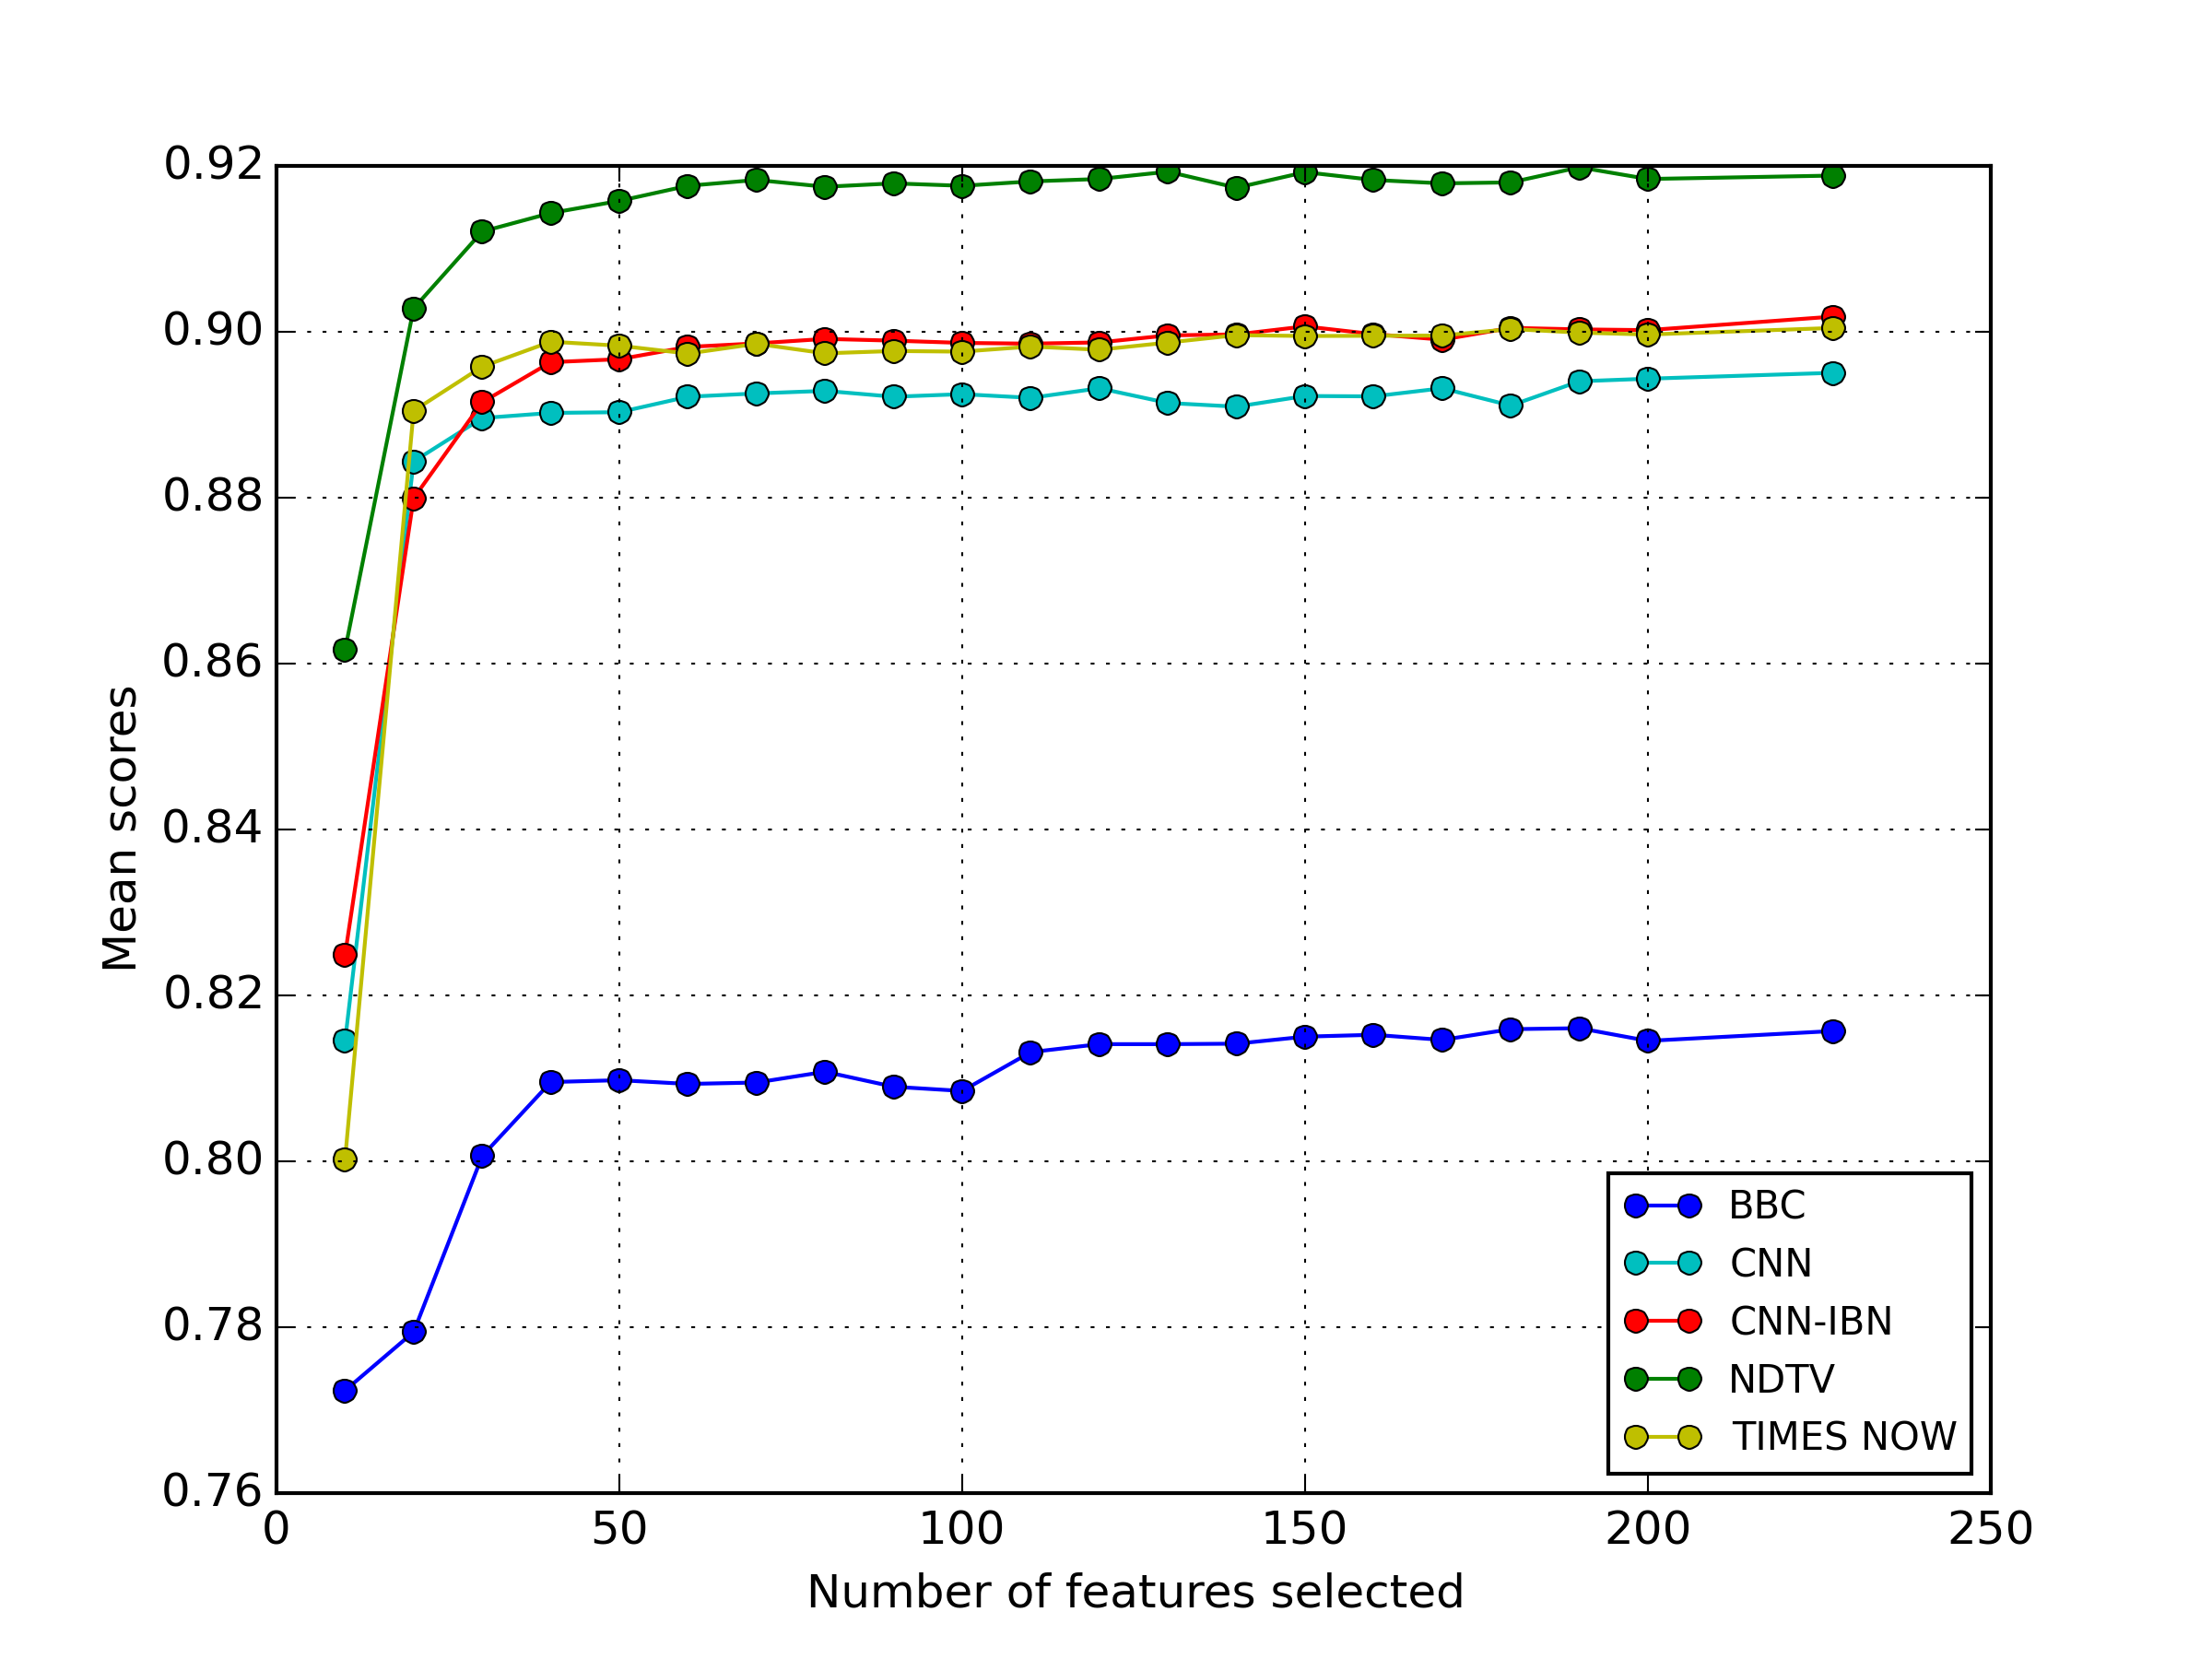 0.92
0.90
0.88
0.86
0.84
0.82
0.80
0.78
0.76
Mean scores
0 50 100 150 200 250
Number of features selected
BBC
CNN
CNN-IBN
NDTV
TIMES NOW